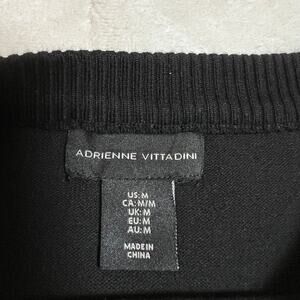 ADRIENNE VITTADINI
US: M
CA: M/M
UK: M
EU: M
AU: M
MADE IN
CHINA